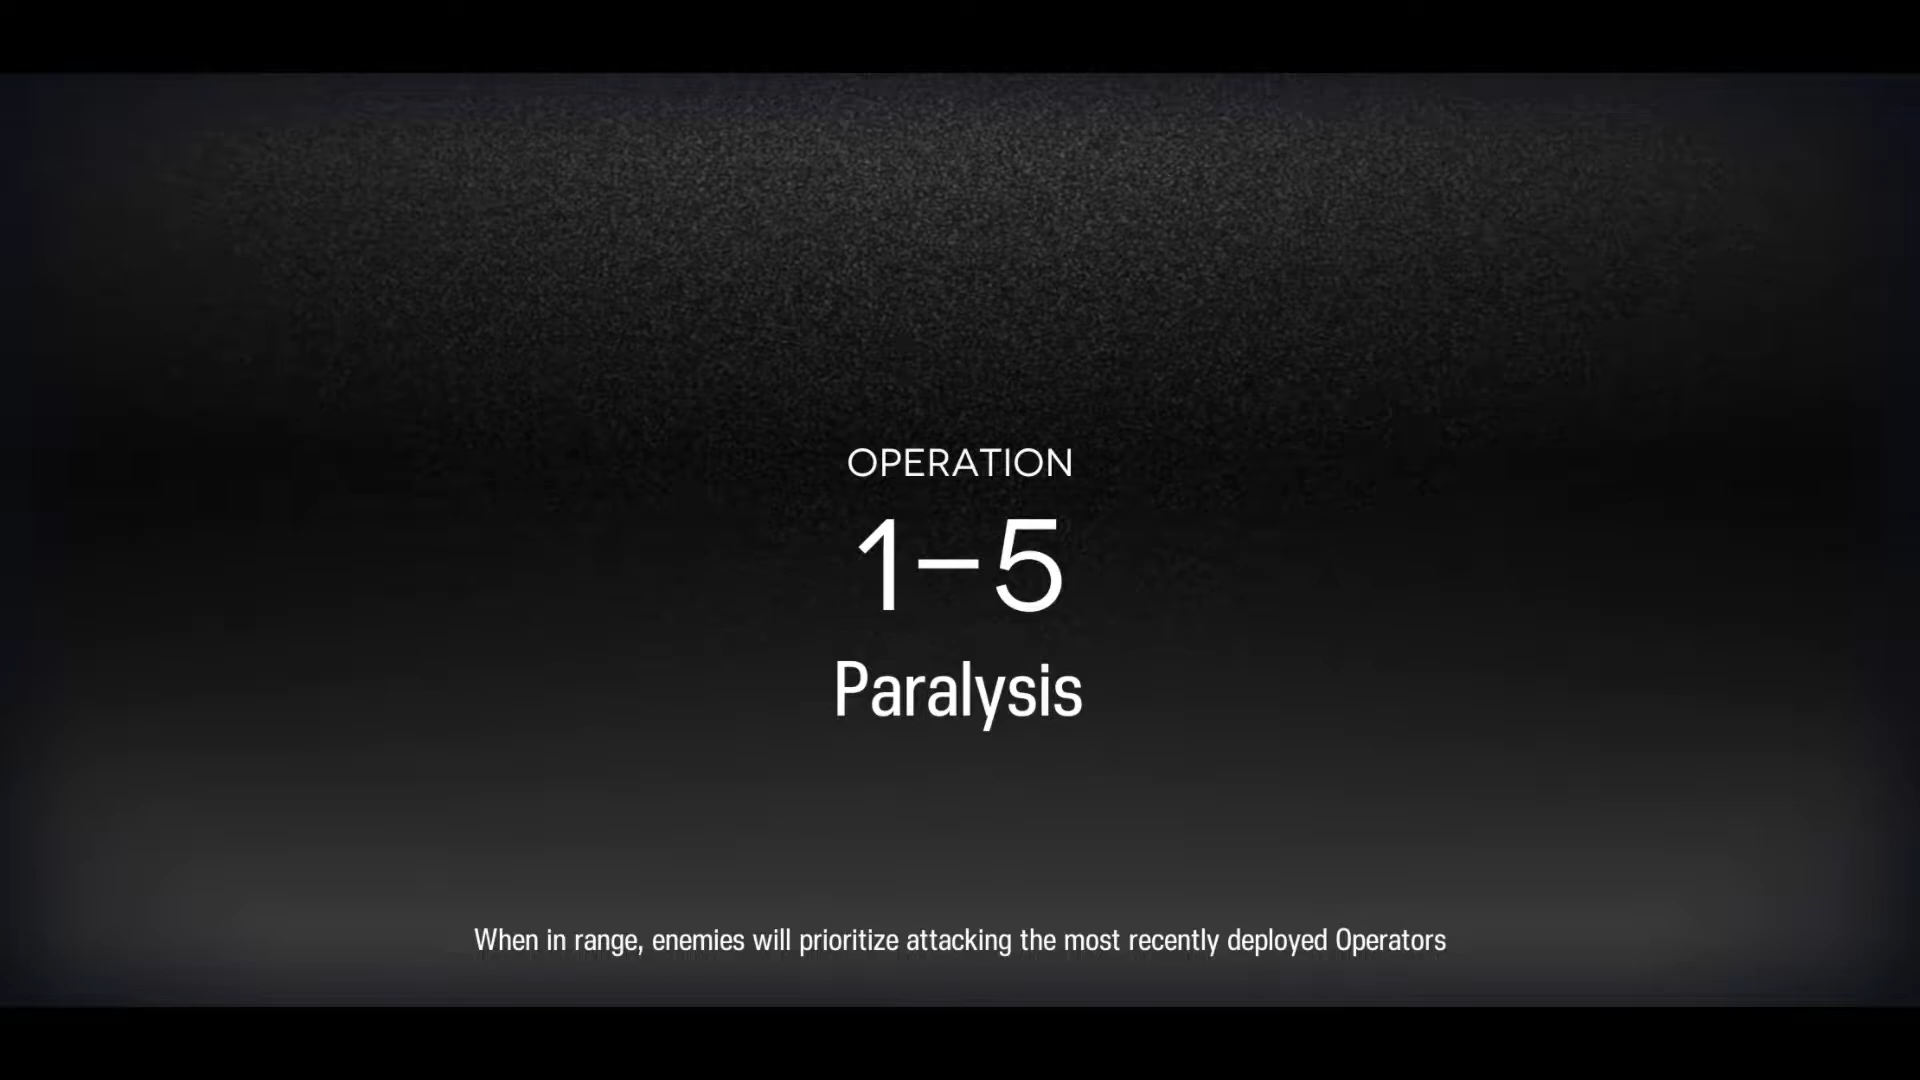 OPERATION
1–5
Paralysis
When in range, enemies will prioritize attacking the most recently deployed Operators